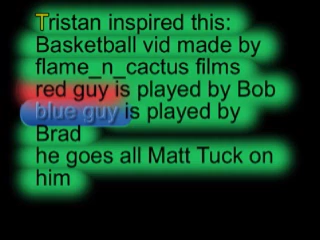 Tristan inspired this:
Basketball vid made by
flame_n_cactus films
red guy is played by Bob
blue guy is played by
Brad
he goes all Matt Tuck on
him